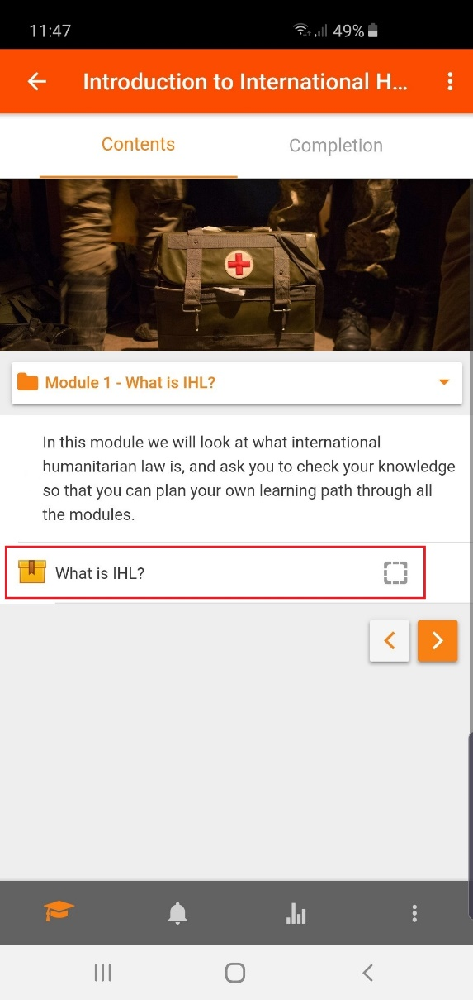 11:47
49%
Introduction to International H...
Contents
Completion
Module 1 - What is IHL?
In this module we will look at what international
humanitarian law is, and ask you to check your knowledge
so that you can plan your own learning path through all
the modules.
What is IHL?